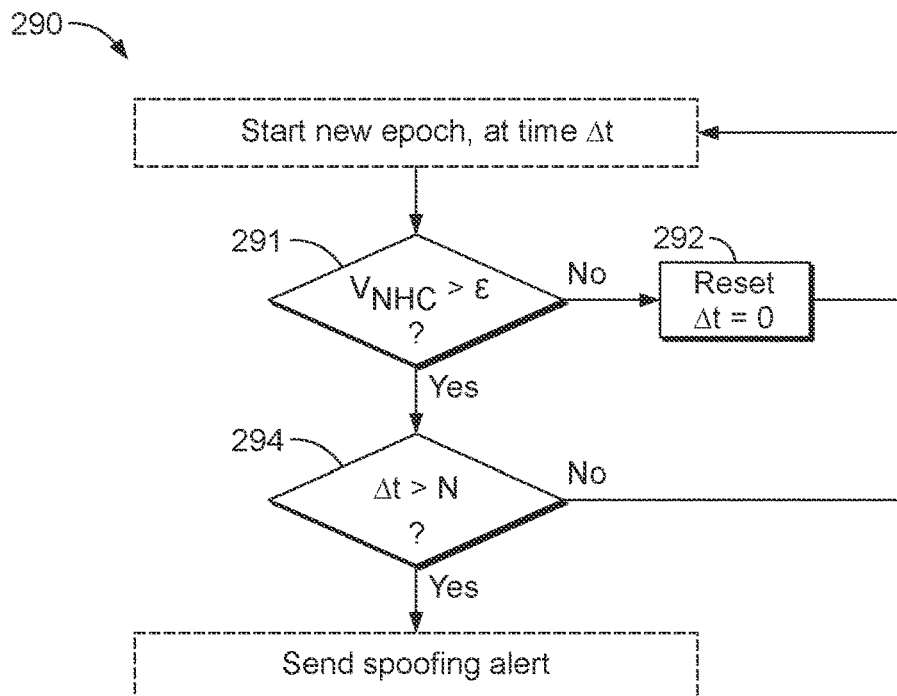 290
Start new epoch, at time Δt
291
V_NHC > ε
?
No
292
Reset
Δt = 0
Yes
294
Δt > N
?
No
Yes
Send spoofing alert